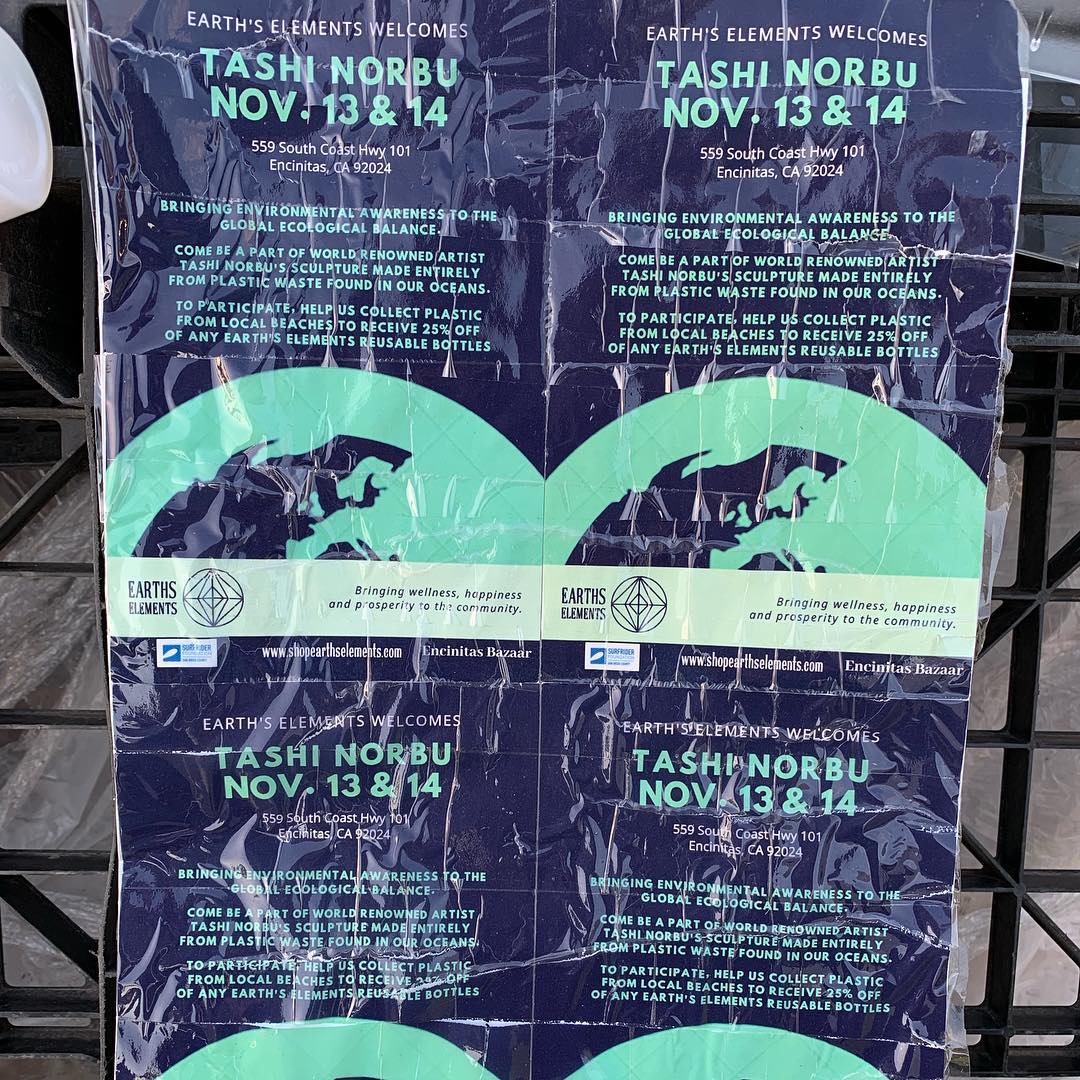 EARTH'S ELEMENTS WELCOMES
TASHI NORBU
NOV. 13 & 14
559 South Coast Hwy 101
Encinitas, CA 92024
BRINGING ENVIRONMENTAL AWARENESS TO THE
GLOBAL ECOLOGICAL BALANCE.
COME BE A PART OF WORLD RENOWNED ARTIST
TASHI NORBU'S SCULPTURE MADE ENTIRELY
FROM PLASTIC WASTE FOUND IN OUR OCEANS.
TO PARTICIPATE, HELP US COLLECT PLASTIC
FROM LOCAL BEACHES TO RECEIVE 25% OFF
OF ANY EARTH'S ELEMENTS REUSABLE BOTTLES
EARTHS
ELEMENTS
Bringing wellness, happiness
and prosperity to the community.
SURFRIDER
FOUNDATION
www.shopearthselements.com
Encinitas Bazaar
EARTH'S ELEMENTS WELCOMES
TASHI NORBU
NOV. 13 & 14
559 South Coast Hwy 101
Encinitas, CA 92024
BRINGING ENVIRONMENTAL AWARENESS TO THE
GLOBAL ECOLOGICAL BALANCE.
COME BE A PART OF WORLD RENOWNED ARTIST
TASHI NORBU'S SCULPTURE MADE ENTIRELY
FROM PLASTIC WASTE FOUND IN OUR OCEANS.
TO PARTICIPATE, HELP US COLLECT PLASTIC
FROM LOCAL BEACHES TO RECEIVE 25% OFF
OF ANY EARTH'S ELEMENTS REUSABLE BOTTLES
EARTHS
ELEMENTS
Bringing wellness, happiness
and prosperity to the community.
SURFRIDER
FOUNDATION
www.shopearthselements.com
Encinitas Bazaar
EARTH'S ELEMENTS WELCOMES
TASHI NORBU
NOV. 13 & 14
559 South Coast Hwy 101
Encinitas, CA 92024
BRINGING ENVIRONMENTAL AWARENESS TO THE
GLOBAL ECOLOGICAL BALANCE.
COME BE A PART OF WORLD RENOWNED ARTIST
TASHI NORBU'S SCULPTURE MADE ENTIRELY
FROM PLASTIC WASTE FOUND IN OUR OCEANS.
TO PARTICIPATE, HELP US COLLECT PLASTIC
FROM LOCAL BEACHES TO RECEIVE 25% OFF
OF ANY EARTH'S ELEMENTS REUSABLE BOTTLES
EARTH'S ELEMENTS WELCOMES
TASHI NORBU
NOV. 13 & 14
559 South Coast Hwy 101
Encinitas, CA 92024
BRINGING ENVIRONMENTAL AWARENESS TO THE
GLOBAL ECOLOGICAL BALANCE.
COME BE A PART OF WORLD RENOWNED ARTIST
TASHI NORBU'S SCULPTURE MADE ENTIRELY
FROM PLASTIC WASTE FOUND IN OUR OCEANS.
TO PARTICIPATE, HELP US COLLECT PLASTIC
FROM LOCAL BEACHES TO RECEIVE 25% OFF
OF ANY EARTH'S ELEMENTS REUSABLE BOTTLES